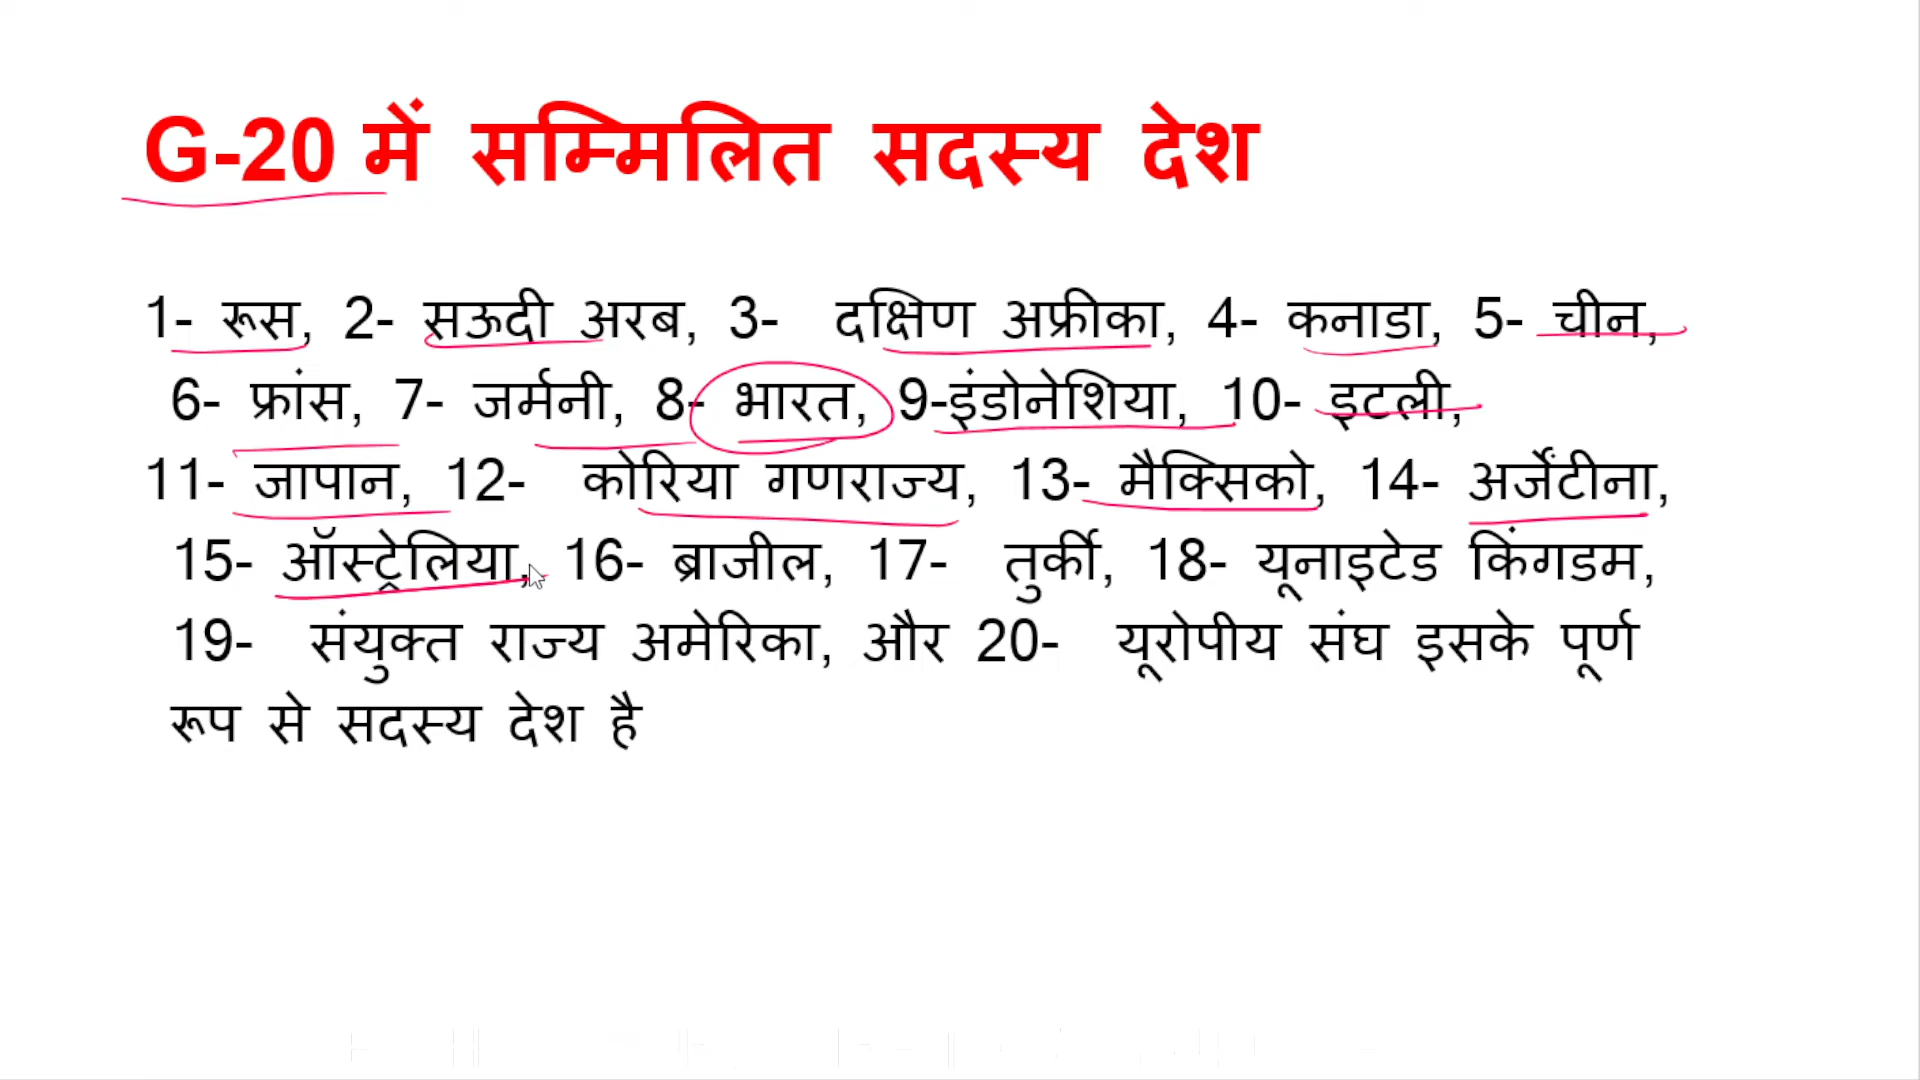 G-20 में सम्मिलित सदस्य देश
1- रूस, 2- सऊदी अरब, 3- दक्षिण अफ्रीका, 4- कनाडा, 5- चीन,
6- फ्रांस, 7- जर्मनी, 8- भारत, 9-इंडोनेशिया, 10- इटली,
11- जापान, 12- कोरिया गणराज्य, 13- मैक्सिको, 14- अर्जेंटीना,
15- ऑस्ट्रेलिया, 16- ब्राजील, 17- तुर्की, 18- यूनाइटेड किंगडम,
19- संयुक्त राज्य अमेरिका, और 20- यूरोपीय संघ इसके पूर्ण
रूप से सदस्य देश है